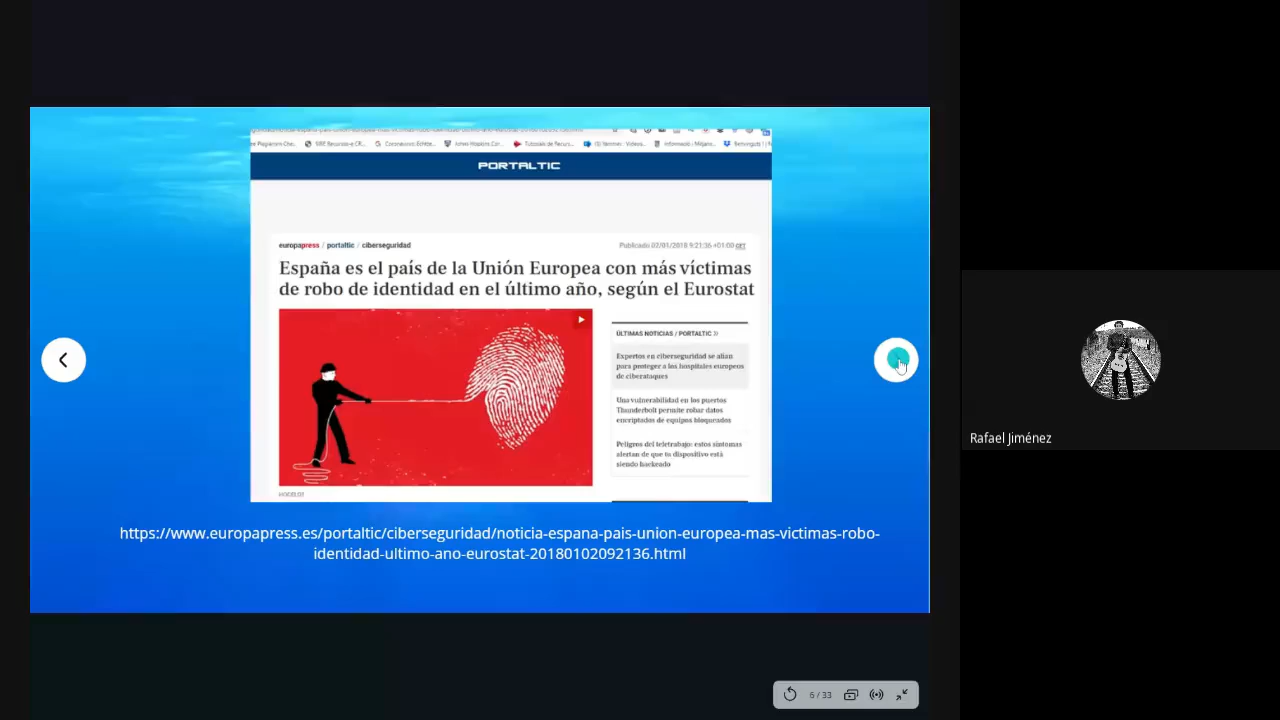 Tutorials de Recurs...
PORTALTIC
europapress / portaltic / ciberseguridad
Publicado 02/01/2018 9:21:36 +01:00 CET
España es el país de la Unión Europea con más víctimas
de robo de identidad en el último año, según el Eurostat
ÚLTIMAS NOTICIAS / PORTALTIC
Expertos en ciberseguridad se alían
para proteger a los hospitales europeos
de ciberataques
Una vulnerabilidad en los puertos
Thunderbolt permite robar datos
encriptados de equipos bloqueados
Peligros del teletrabajo: estos síntomas
alertan de que tu dispositivo está
siendo hackeado
https://www.europapress.es/portaltic/ciberseguridad/noticia-espana-pais-union-europea-mas-victimas-robo-
identidad-ultimo-ano-eurostat-20180102092136.html
Rafael Jiménez
6 / 33